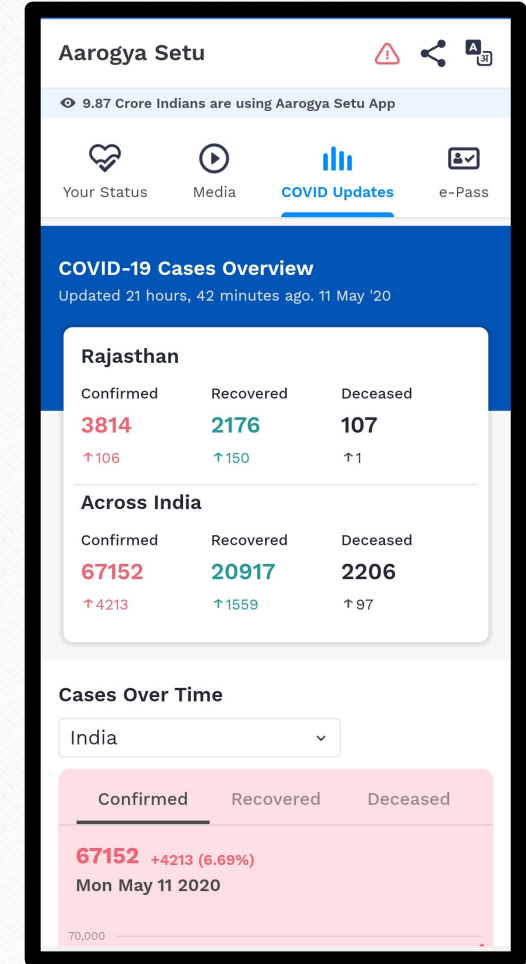 Aarogya Setu
A अ
9.87 Crore Indians are using Aarogya Setu App
Your Status Media COVID Updates e-Pass
COVID-19 Cases Overview
Updated 21 hours, 42 minutes ago. 11 May '20
Rajasthan
Confirmed Recovered Deceased
3814 2176 107
↑106 ↑150 ↑1
Across India
Confirmed Recovered Deceased
67152 20917 2206
↑4213 ↑1559 ↑97
Cases Over Time
India
Confirmed Recovered Deceased
67152 +4213 (6.69%)
Mon May 11 2020
70,000